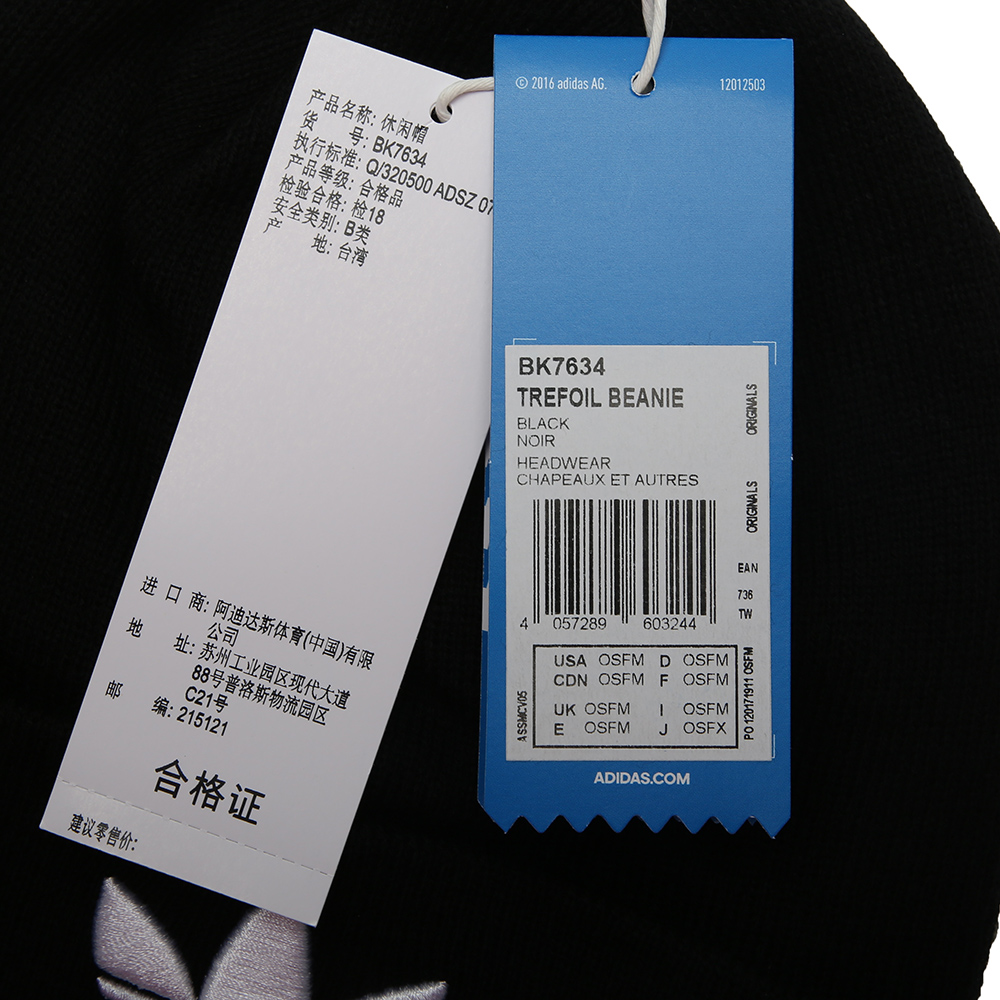 产品名称: 休闲帽
货 号: BK7634
执行标准: Q/320500 ADSZ 07
产品等级: 合格品
检验合格: 检18
安全类别: B类
产 地: 台湾
进 口 商: 阿迪达斯体育(中国)有限
公司
地 址: 苏州工业园区现代大道
88号普洛斯物流园区
C21号
邮 编: 215121
合格证
建议零售价:
© 2016 adidas AG.
12012503
BK7634
TREFOIL BEANIE
BLACK
NOIR
HEADWEAR
CHAPEAUX ET AUTRES
ORIGINALS
ORIGINALS
EAN
736
TW
4 057289 603244
USA OSFM D OSFM
CDN OSFM F OSFM
UK OSFM I OSFM
E OSFM J OSFX
ASSMCV05
PO 120171911 OSFM
ADIDAS.COM